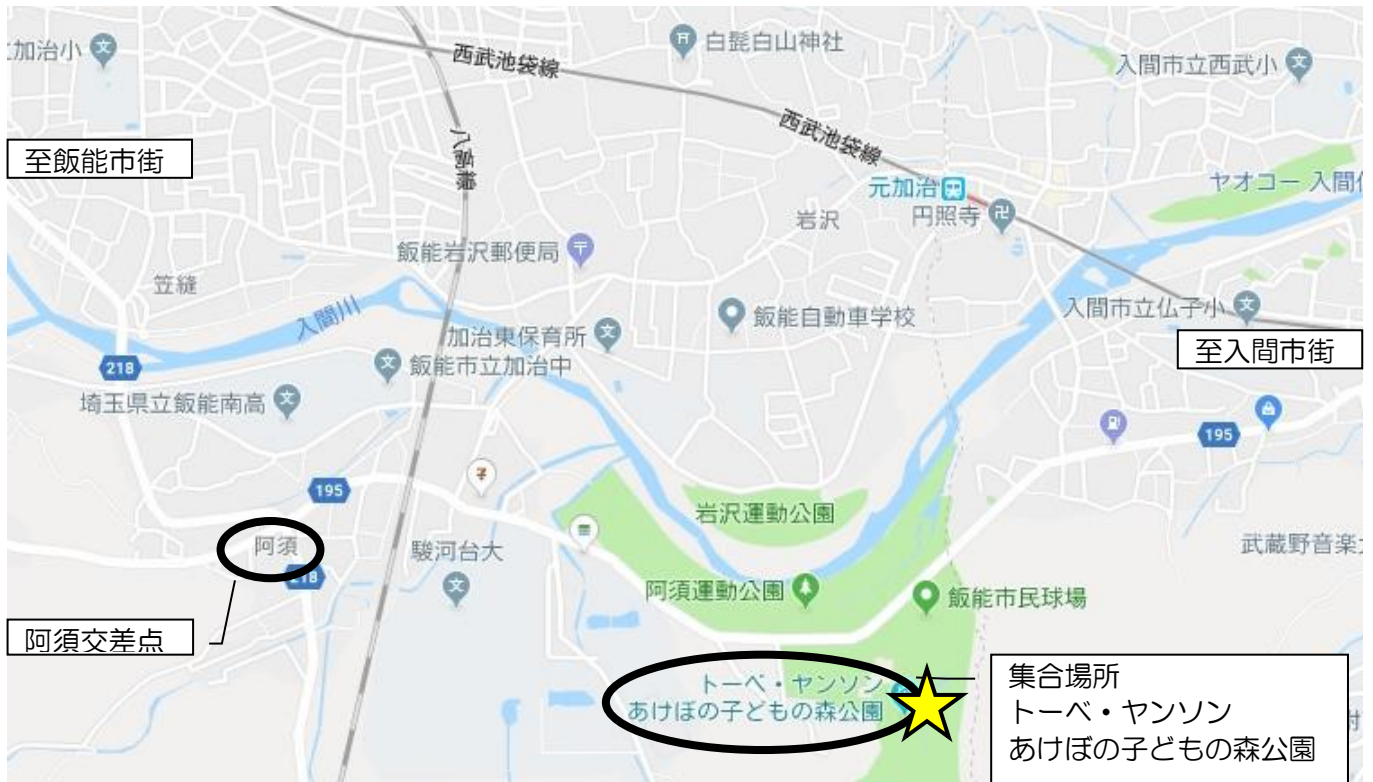 白髭白山神社
加治小
西武池袋線
入間市立西武小
八高線
西武池袋線
至飯能市街
元加治
ヤオコー 入間
岩沢
円照寺
飯能岩沢郵便局
笠縫
入間川
飯能自動車学校
入間市立仏子小
加治東保育所
飯能市立加治中
至入間市街
218
埼玉県立飯能南高
195
195
岩沢運動公園
阿須
駿河台大
武蔵野音楽
218
阿須運動公園
飯能市民球場
阿須交差点
トーベ・ヤンソン
あけぼの子どもの森公園
集合場所
トーベ・ヤンソン
あけぼの子どもの森公園